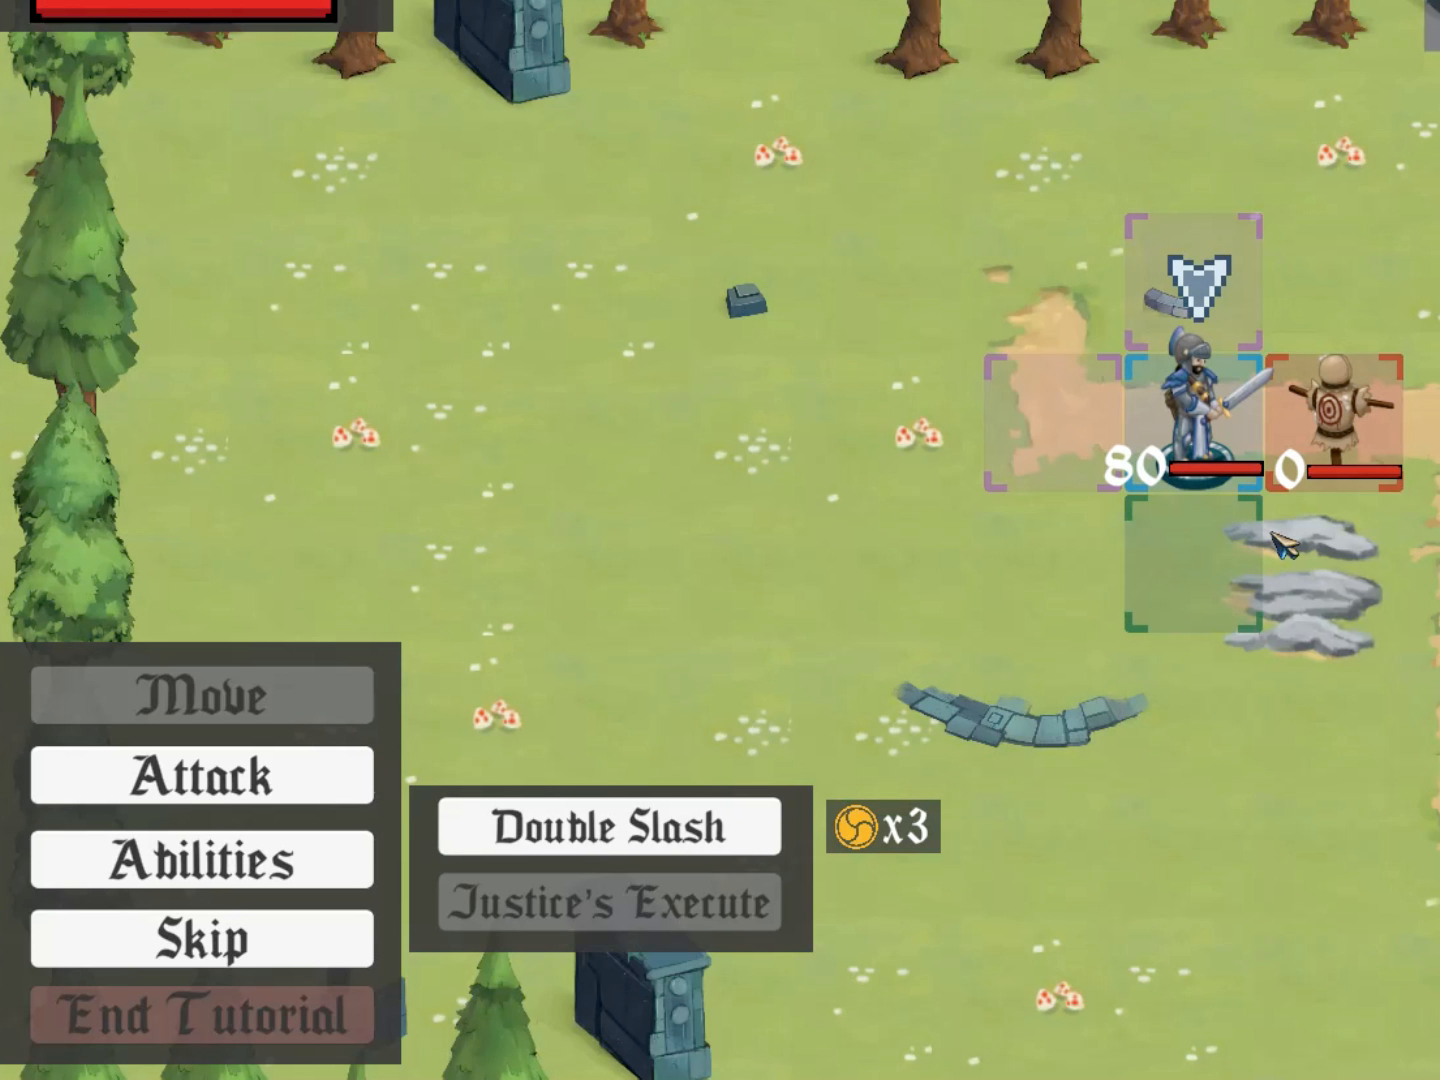 80
0
Move
Attack
Abilities
Skip
End Tutorial
Double Slash
Justice's Execute
x3